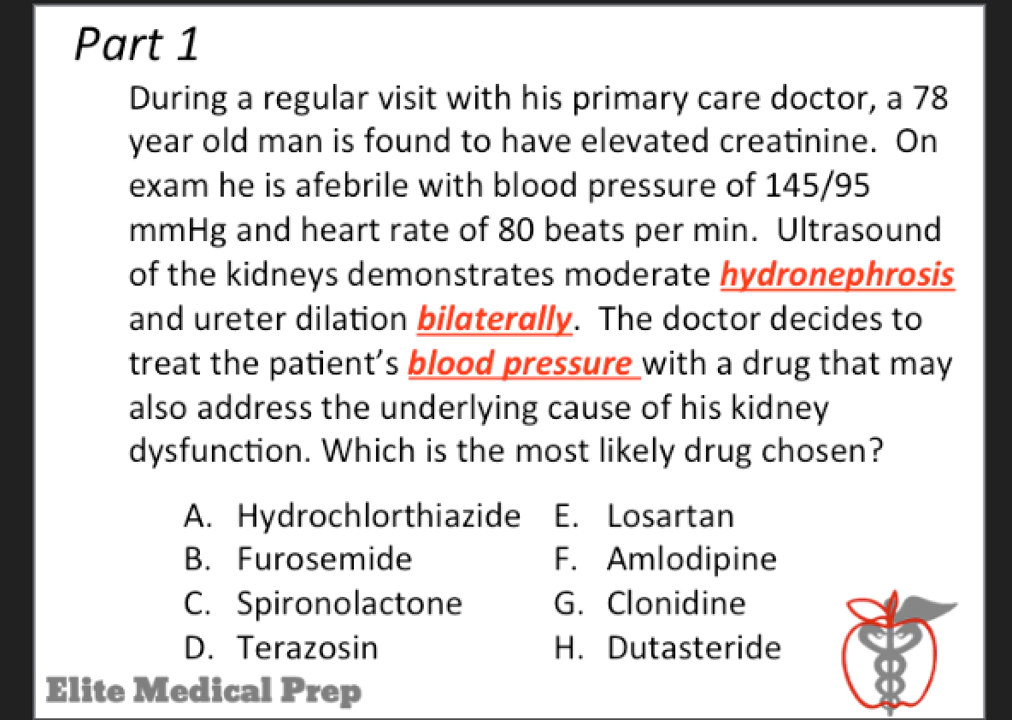 Part 1
During a regular visit with his primary care doctor, a 78
year old man is found to have elevated creatinine.  On
exam he is afebrile with blood pressure of 145/95
mmHg and heart rate of 80 beats per min.  Ultrasound
of the kidneys demonstrates moderate hydronephrosis
and ureter dilation bilaterally.  The doctor decides to
treat the patient's blood pressure with a drug that may
also address the underlying cause of his kidney
dysfunction. Which is the most likely drug chosen?
A. Hydrochlorthiazide
B. Furosemide
C. Spironolactone
D. Terazosin
E. Losartan
F. Amlodipine
G. Clonidine
H. Dutasteride
Elite Medical Prep